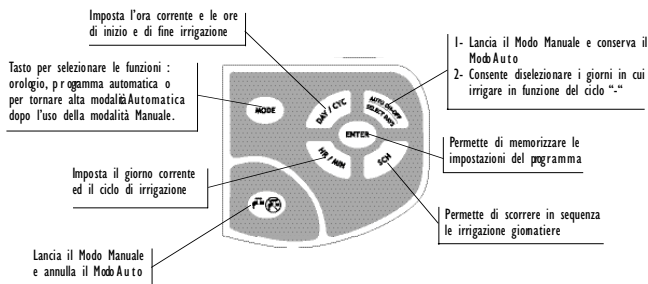 Imposta l'ora corrente e le ore
di inizio e di fine irrigazione
1- Lancia il Modo Manuale e conserva il
Modo Auto
2- Consente diselezionare i giorni in cui
irrigare in funzione del ciclo "-"
Tasto per selezionare le funzioni :
orologio, programma automatica o
per tornare alta modalità Automatica
dopo l'uso della modalità Manuale.
MODE
DAY / CYC
AUTO ON-OFF
SELECT DAYS
ENTER
HR / MIN
SCH
Permette di memorizzare le
impostazioni del programma
Imposta il giorno corrente
ed il ciclo di irrigazione
Permette di scorrere in sequenza
le irrigazione giornatiere
Lancia il Modo Manuale
e annulla il Modo Auto